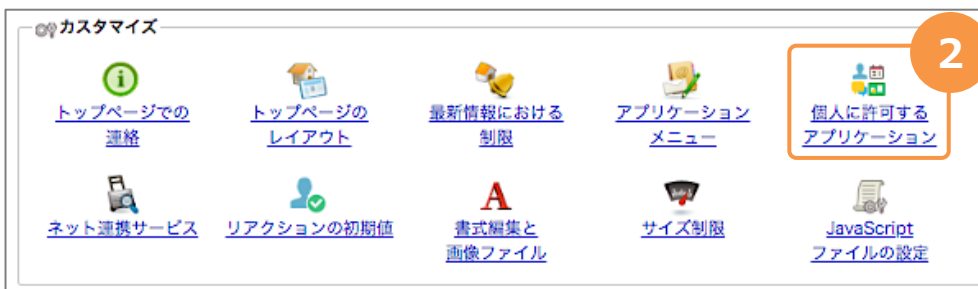 カスタマイズ
2
トップページでの
連絡
トップページの
レイアウト
最新情報における
制限
アプリケーション
メニュー
個人に許可する
アプリケーション
ネット連携サービス
リアクションの初期値
書式編集と
画像ファイル
サイズ制限
JavaScript
ファイルの設定